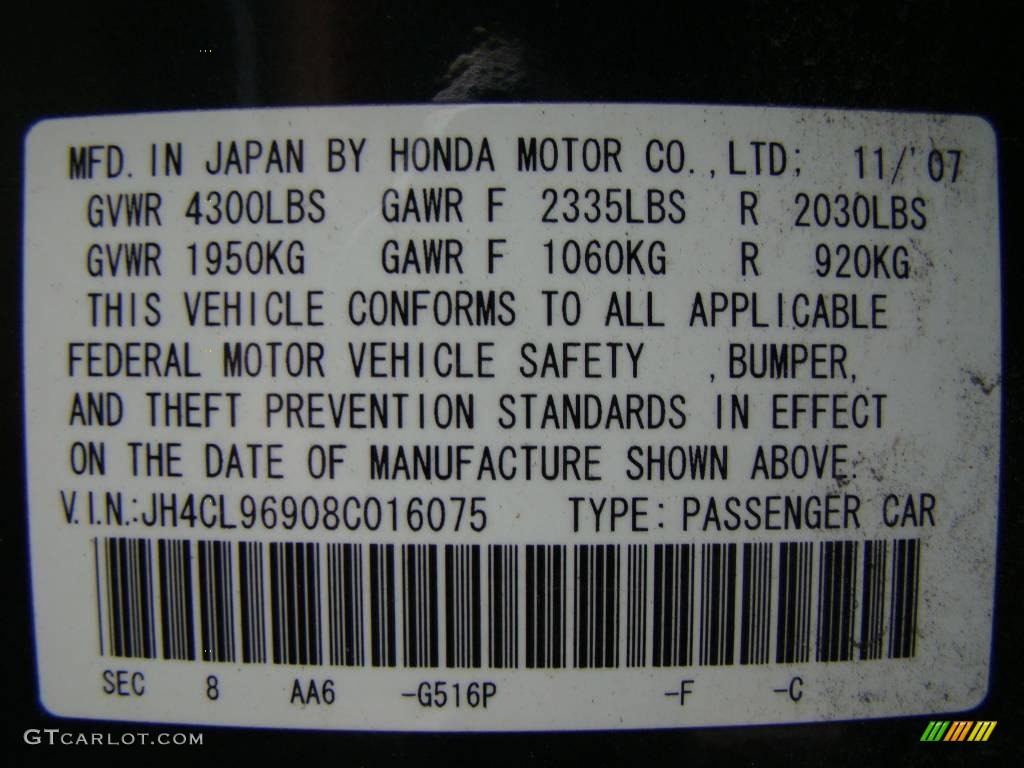 MFD. IN JAPAN BY HONDA MOTOR CO., LTD; 11/'07
GVWR 4300LBS GAWR F 2335LBS R 2030LBS
GVWR 1950KG GAWR F 1060KG R 920KG
THIS VEHICLE CONFORMS TO ALL APPLICABLE
FEDERAL MOTOR VEHICLE SAFETY , BUMPER,
AND THEFT PREVENTION STANDARDS IN EFFECT
ON THE DATE OF MANUFACTURE SHOWN ABOVE.
V.I.N.:JH4CL96908C016075 TYPE: PASSENGER CAR
SEC 8 AA6 -G516P -F -C
GTCARLOT.COM